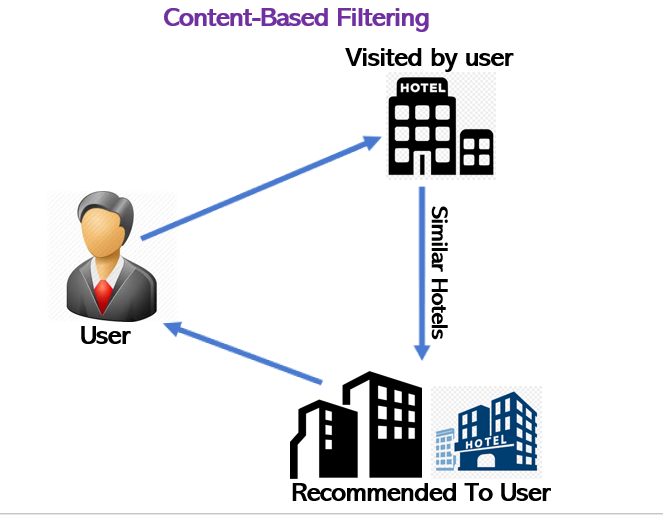 Content-Based Filtering
Visited by user
HOTEL
Similar Hotels
User
HOTEL
Recommended To User